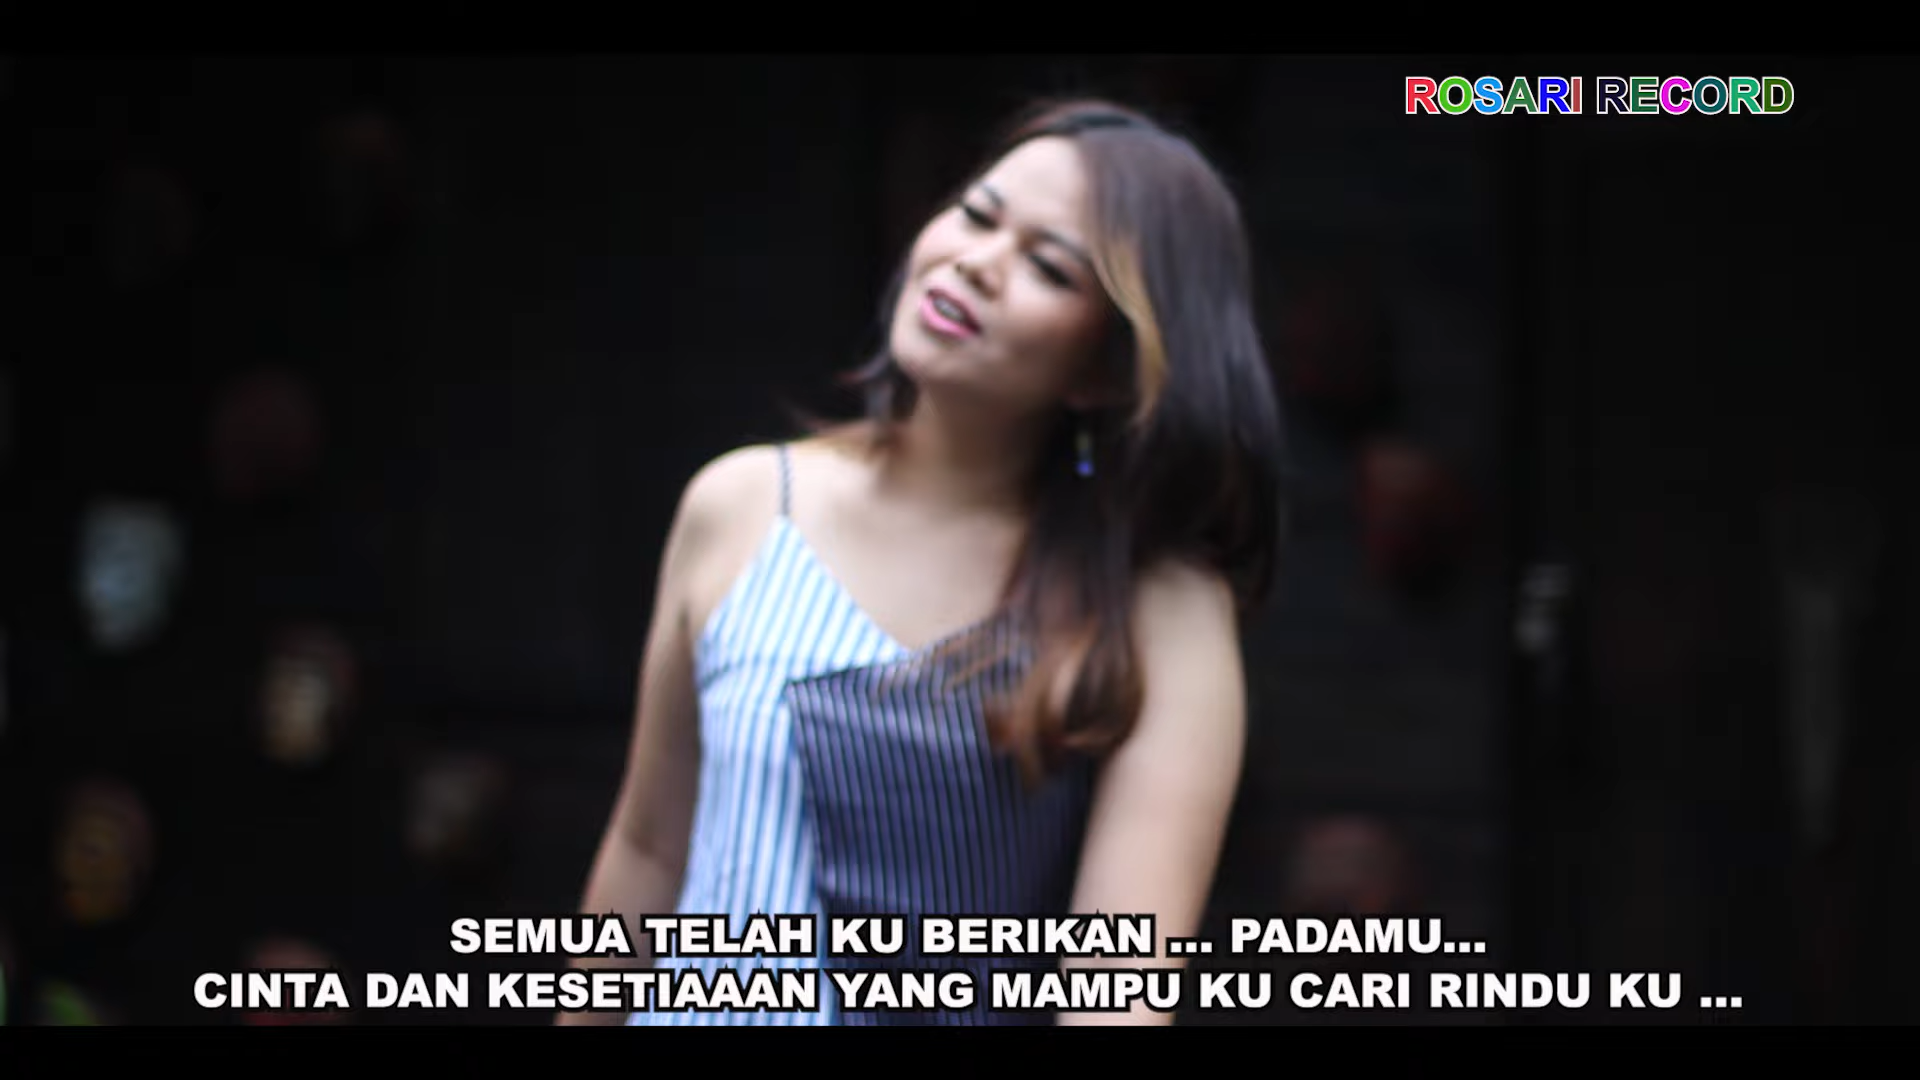 ROSARI RECORD
SEMUA TELAH KU BERIKAN ... PADAMU...
CINTA DAN KESETIAAAN YANG MAMPU KU CARI RINDU KU ...